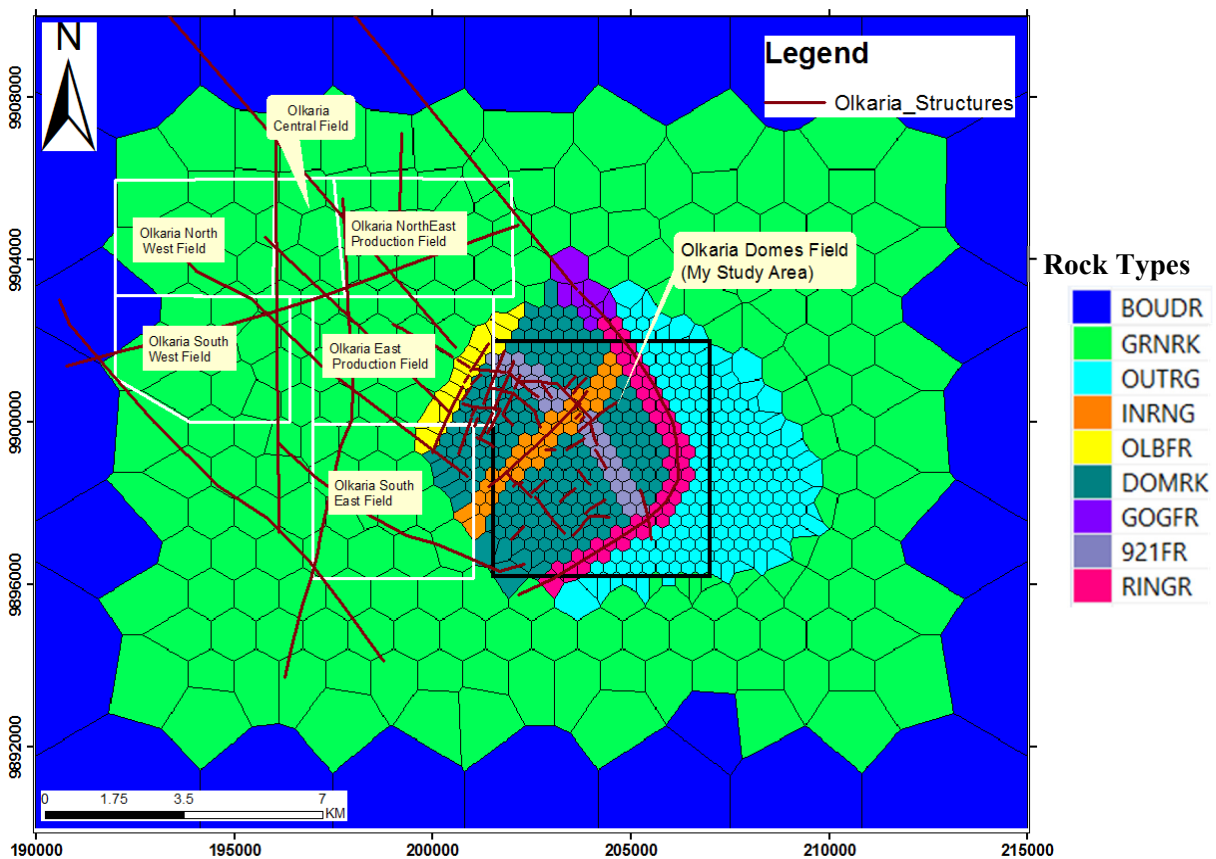 N
Legend
Olkaria_Structures
Olkaria
Central Field
Olkaria North
West Field
Olkaria NorthEast
Production Field
Olkaria Domes Field
(My Study Area)
Olkaria South
West Field
Olkaria East
Production Field
Olkaria South
East Field
Rock Types
BOUDR
GRNRK
OUTRG
INRNG
OLBFR
DOMRK
GOGFR
921FR
RINGR
9908000
9904000
9900000
9896000
9892000
0 1.75 3.5 7
KM
190000 195000 200000 205000 210000 215000